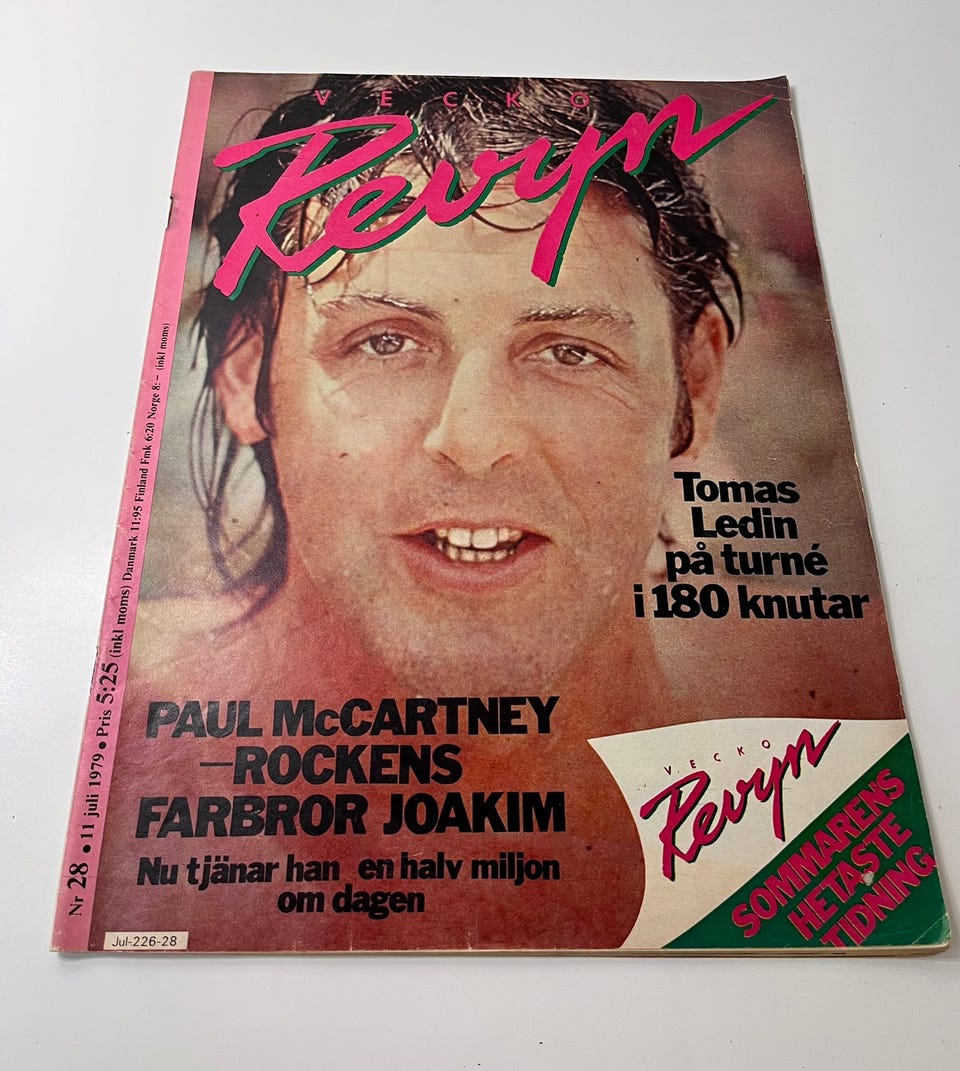 VECKO
Revyn
Tomas
Ledin
på turné
i 180 knutar
PAUL McCARTNEY
—ROCKENS
FARBROR JOAKIM
Nu tjänar han en halv miljon
om dagen
VECKO
Revyn
SOMMARENS
HETASTE
TIDNING
Nr 28 • 11 juli 1979 • Pris 5:25 (inkl moms) Danmark 11:95 Finland Fmk 6:20 Norge 8:- (inkl moms)
Jul-226-28